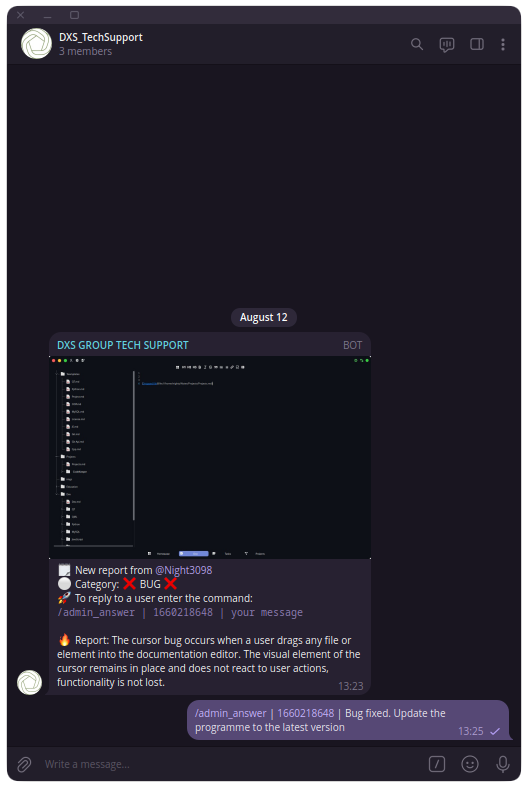 DXS_TechSupport
3 members
August 12
DXS GROUP TECH SUPPORT
BOT
New report from @Night3098
Category: ❌ BUG ❌
To reply to a user enter the command:
/admin_answer | 1660218648 | your message
Report: The cursor bug occurs when a user drags any file or
element into the documentation editor. The visual element of the
cursor remains in place and does not react to user actions,
functionality is not lost.
13:23
/admin_answer | 1660218648 | Bug fixed. Update the
programme to the latest version
13:25
Write a message...